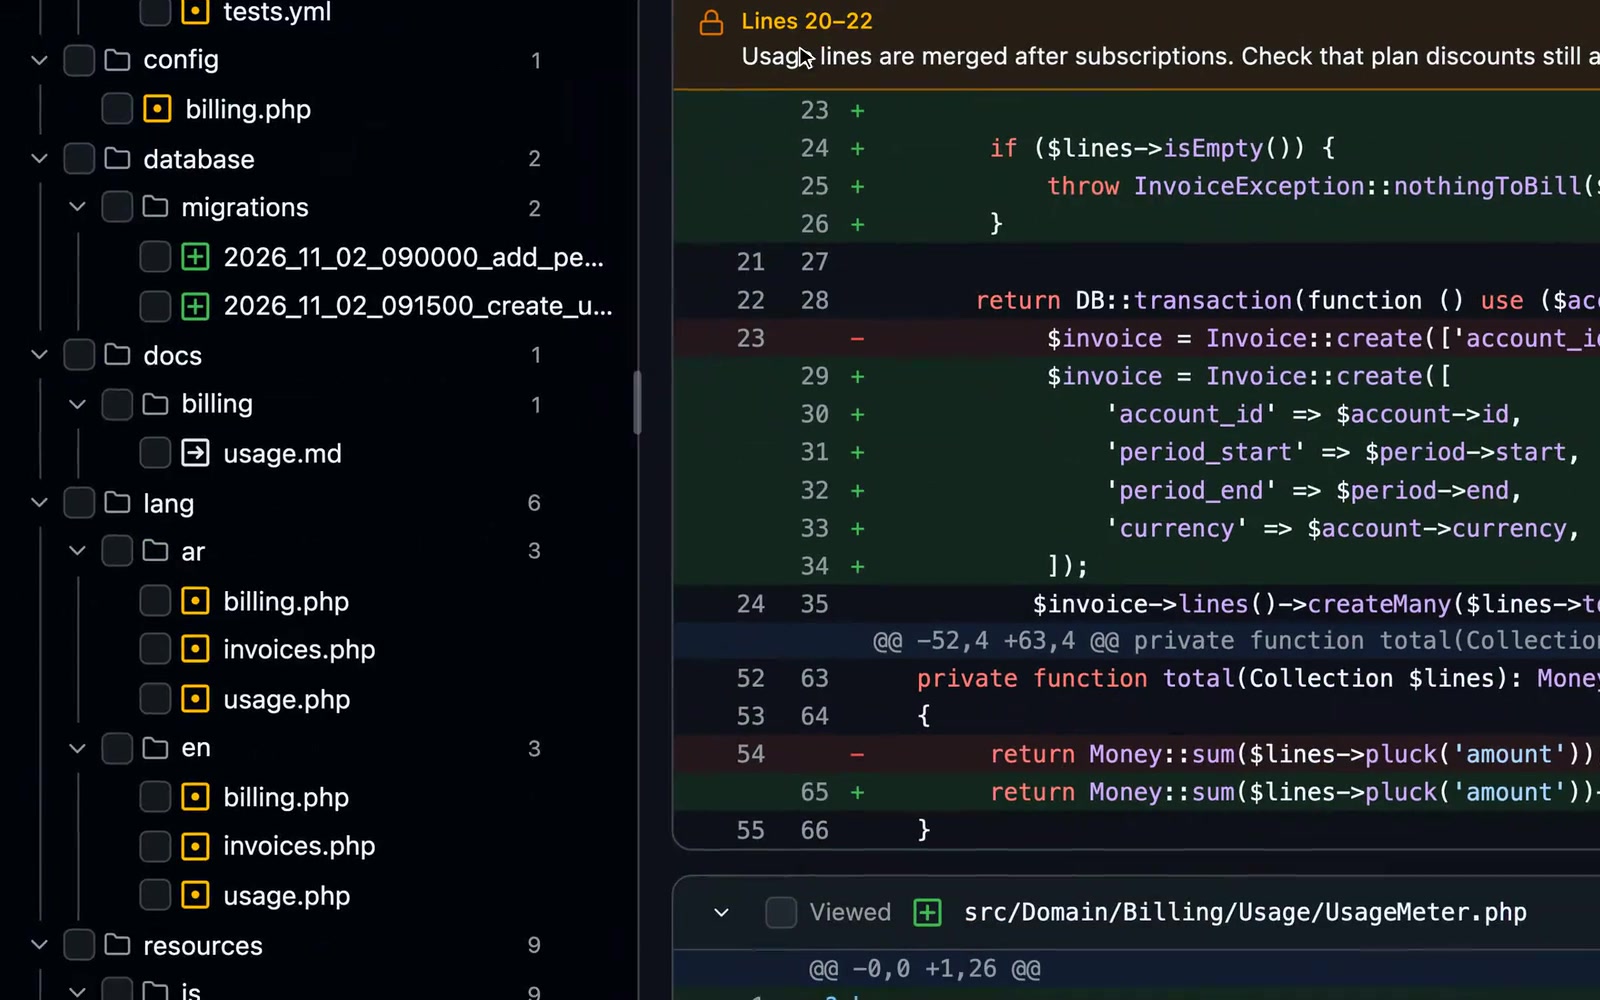 tests.yml
config 1
billing.php
database 2
migrations 2
2026_11_02_090000_add_pe...
2026_11_02_091500_create_u...
docs 1
billing 1
usage.md
lang 6
ar 3
billing.php
invoices.php
usage.php
en 3
billing.php
invoices.php
usage.php
resources 9
js 9
Lines 20–22
Usage lines are merged after subscriptions. Check that plan discounts still a
23 +
24 + if ($lines->isEmpty()) {
25 + throw InvoiceException::nothingToBill(
26 + }
21 27
22 28 return DB::transaction(function () use ($ac
23 - $invoice = Invoice::create(['account_i
29 + $invoice = Invoice::create([
30 + 'account_id' => $account->id,
31 + 'period_start' => $period->start,
32 + 'period_end' => $period->end,
33 + 'currency' => $account->currency,
34 + ]);
24 35 $invoice->lines()->createMany($lines->t
@@ -52,4 +63,4 @@ private function total(Collection
52 63 private function total(Collection $lines): Money
53 64 {
54 - return Money::sum($lines->pluck('amount'))
65 + return Money::sum($lines->pluck('amount'))-
55 66 }
Viewed src/Domain/Billing/Usage/UsageMeter.php
@@ -0,0 +1,26 @@